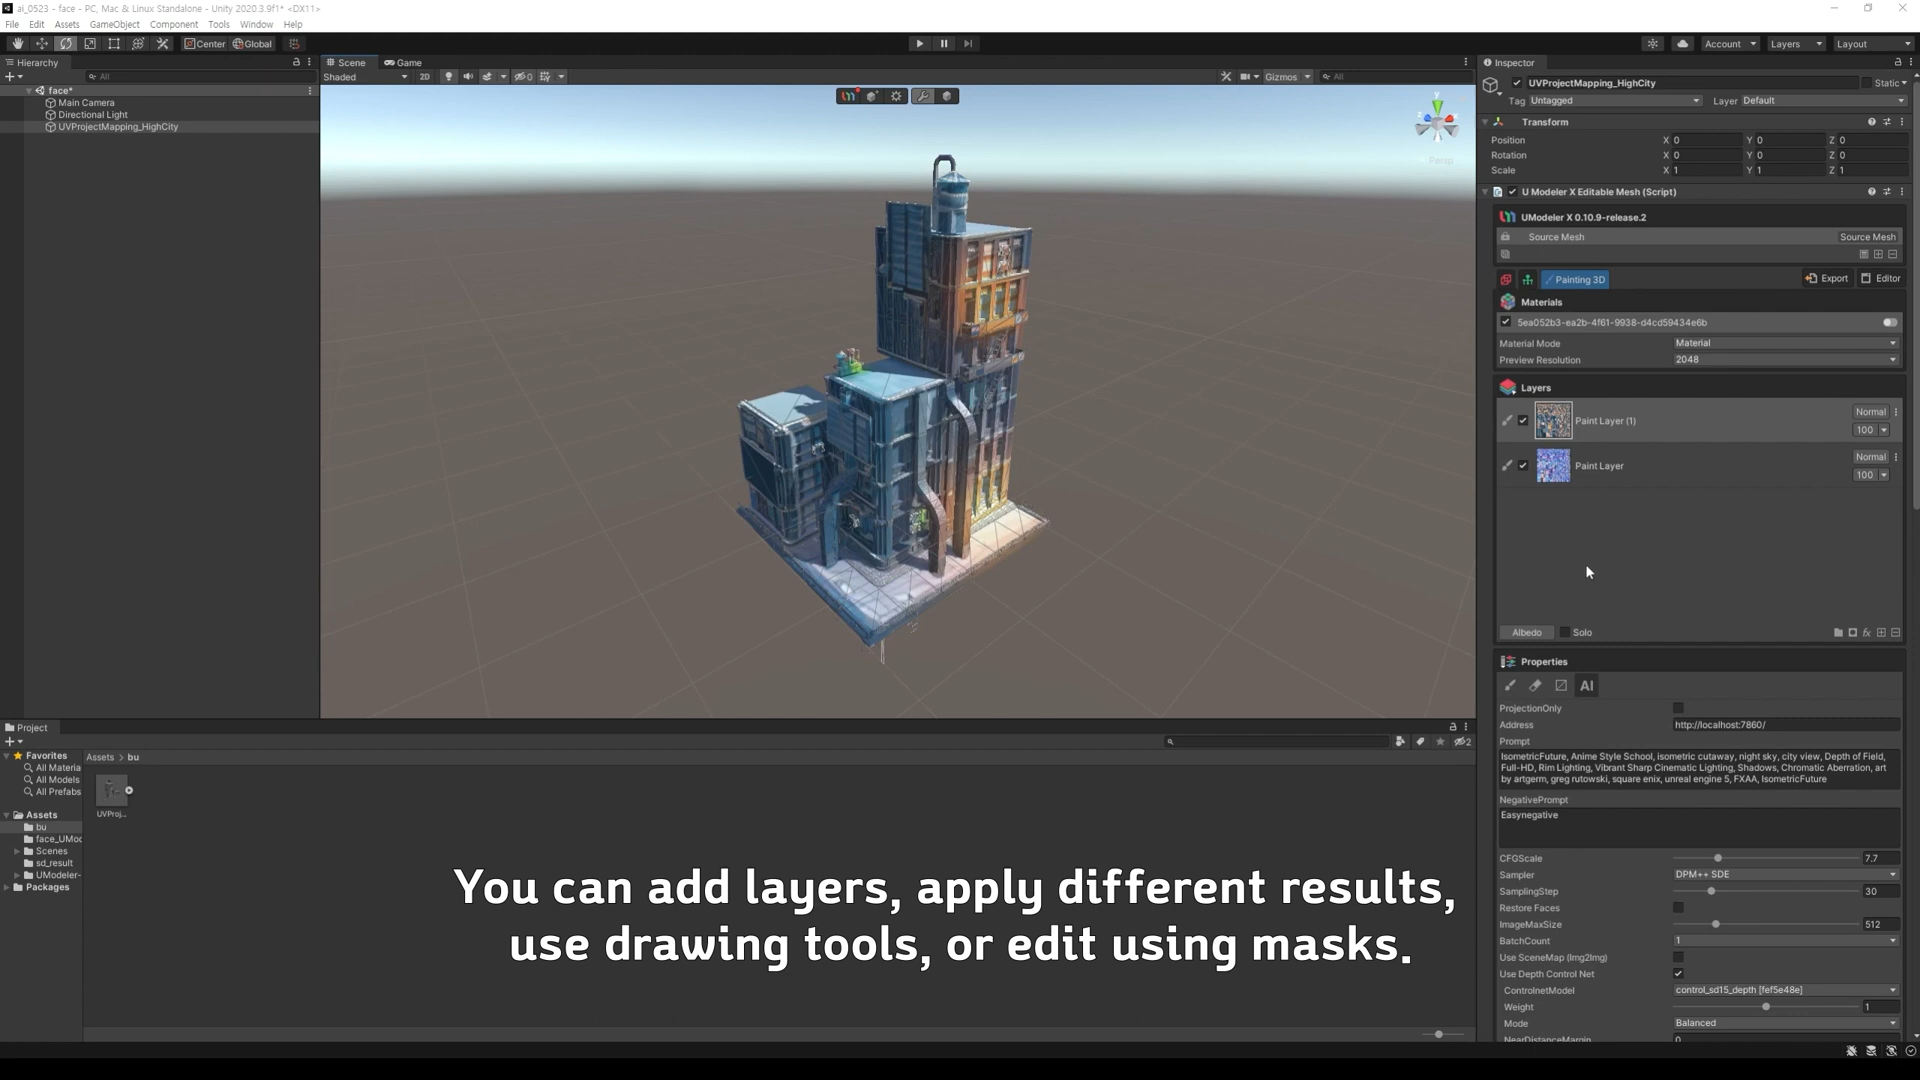 ai_0523 - face - PC, Mac & Linux Standalone - Unity 2020.3.9f1* <DX11>
File Edit Assets GameObject Component Tools Window Help
Center Global
Account Layers Layout
Hierarchy
All
face*
Main Camera
Directional Light
UVProjectMapping_HighCity
Scene Game
Shaded 2D 0 Gizmos All
Persp
Inspector
UVProjectMapping_HighCity Static
Tag Untagged Layer Default
Transform
Position X 0 Y 0 Z 0
Rotation X 0 Y 0 Z 0
Scale X 1 Y 1 Z 1
U Modeler X Editable Mesh (Script)
UModeler X 0.10.9-release.2
Source Mesh Source Mesh
Painting 3D Export Editor
Materials
5ea052b3-ea2b-4f61-9938-d4cd59434e6b
Material Mode Material
Preview Resolution 2048
Layers
Paint Layer (1) Normal 100
Paint Layer Normal 100
Albedo Solo fx
Properties
AI
ProjectionOnly
Address http://localhost:7860/
Prompt
IsometricFuture, Anime Style School, isometric cutaway, night sky, city view, Depth of Field,
Full-HD, Rim Lighting, Vibrant Sharp Cinematic Lighting, Shadows, Chromatic Aberration, art
by artgerm, greg rutowski, square enix, unreal engine 5, FXAA, IsometricFuture
NegativePrompt
Easynegative
CFGScale 7.7
Sampler DPM++ SDE
SamplingStep 30
Restore Faces
ImageMaxSize 512
BatchCount 1
Use SceneMap (Img2Img)
Use Depth Control Net
ControlnetModel control_sd15_depth [fef5e48e]
Weight 1
Mode Balanced
NearDistanceMargin 0
Project
2
Favorites
All Materia
All Models
All Prefabs
Assets
bu
face_UMod
Scenes
sd_result
UModeler-
Packages
Assets > bu
UVProj...
You can add layers, apply different results,
use drawing tools, or edit using masks.